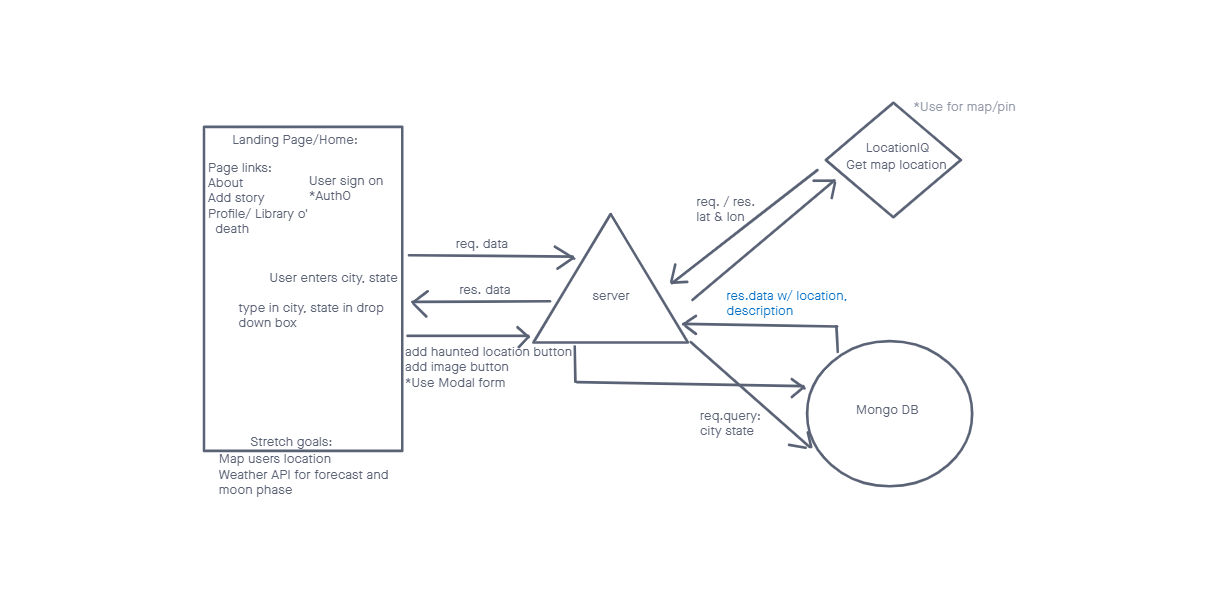 Landing Page/Home:
Page links:
About
Add story
Profile/ Library o'
death
User sign on
*Auth0
User enters city, state
type in city, state in drop
down box
Stretch goals:
Map users location
Weather API for forecast and
moon phase
req. data
res. data
add haunted location button
add image button
*Use Modal form
server
req. / res.
lat & lon
*Use for map/pin
LocationIQ
Get map location
res.data w/ location,
description
req.query:
city state
Mongo DB